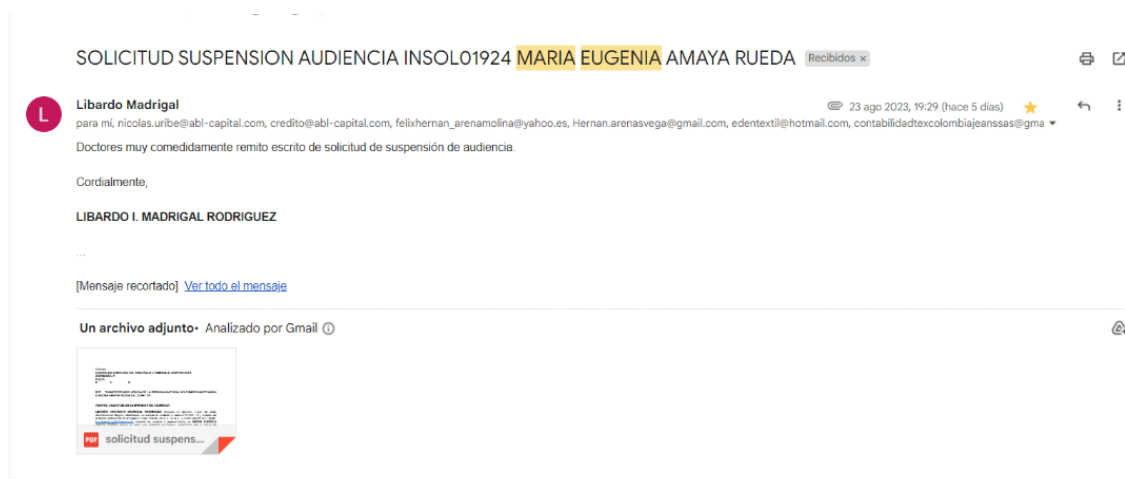 SOLICITUD SUSPENSION AUDIENCIA INSOL01924 MARIA EUGENIA AMAYA RUEDA Recibidos ×
L
Libardo Madrigal
23 ago 2023, 19:29 (hace 5 días)
para mí, nicolas.uribe@abl-capital.com, credito@abl-capital.com, felixhernan_arenamolina@yahoo.es, Hernan.arenasvega@gmail.com, edentextil@hotmail.com, contabilidadtexcolombiajeanssas@gma
Doctores muy comedidamente remito escrito de solicitud de suspensión de audiencia.
Cordialmente,
LIBARDO I. MADRIGAL RODRIGUEZ
...
[Mensaje recortado] Ver todo el mensaje
Un archivo adjunto • Analizado por Gmail
PDF solicitud suspens...